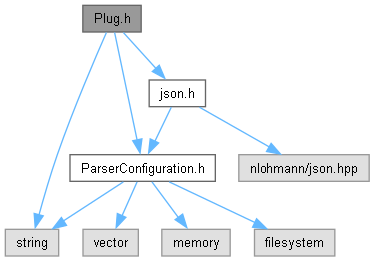 Plug.h
json.h
ParserConfiguration.h
nlohmann/json.hpp
string
vector
memory
filesystem